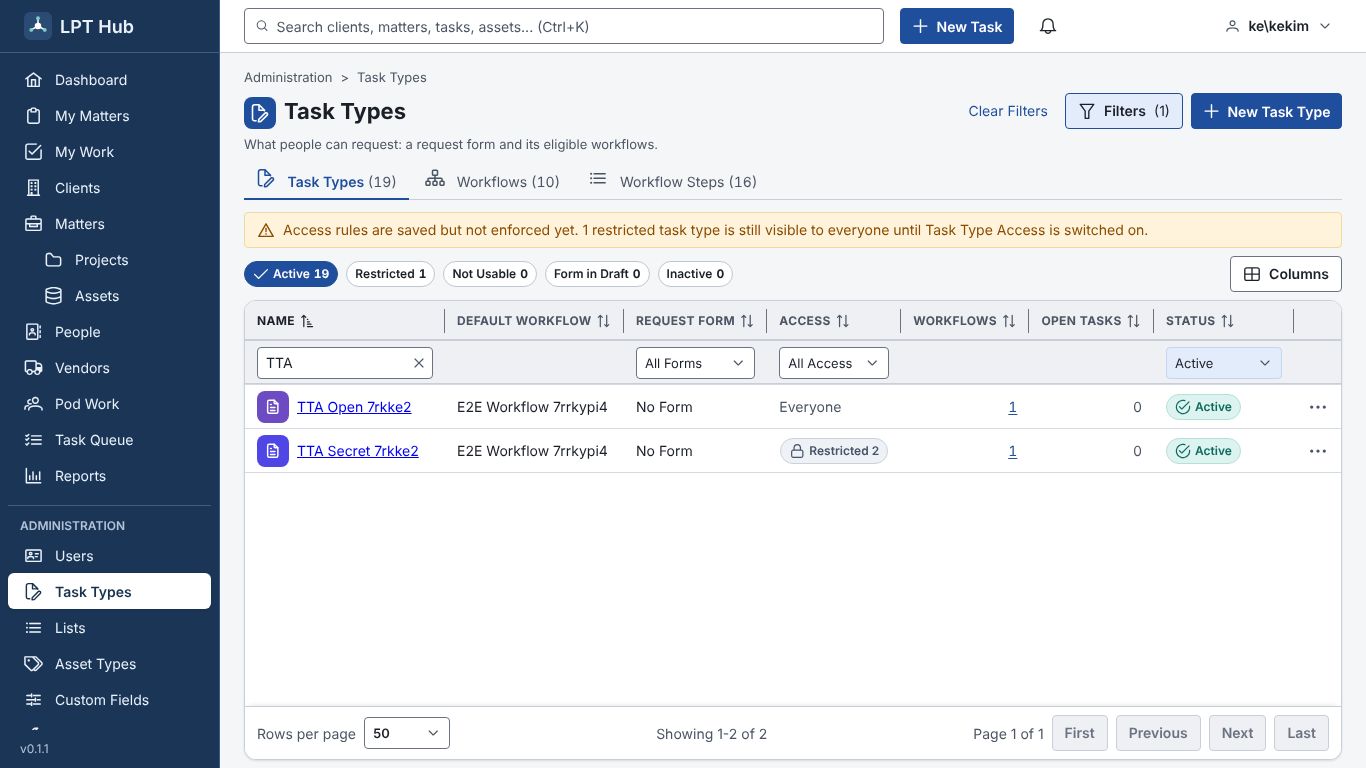 LPT Hub
Search clients, matters, tasks, assets... (Ctrl+K)
New Task
ke\kekim
Dashboard
My Matters
My Work
Clients
Matters
Projects
Assets
People
Vendors
Pod Work
Task Queue
Reports
ADMINISTRATION
Users
Task Types
Lists
Asset Types
Custom Fields
v0.1.1
Administration > Task Types
Task Types
Clear Filters
Filters (1)
New Task Type
What people can request: a request form and its eligible workflows.
Task Types (19)
Workflows (10)
Workflow Steps (16)
Access rules are saved but not enforced yet. 1 restricted task type is still visible to everyone until Task Type Access is switched on.
Active 19
Restricted 1
Not Usable 0
Form in Draft 0
Inactive 0
Columns
NAME DEFAULT WORKFLOW REQUEST FORM ACCESS WORKFLOWS OPEN TASKS STATUS
TTA All Forms All Access Active
TTA Open 7rkke2 E2E Workflow 7rrkypi4 No Form Everyone 1 0 Active
TTA Secret 7rkke2 E2E Workflow 7rrkypi4 No Form Restricted 2 1 0 Active
Rows per page 50
Showing 1-2 of 2
Page 1 of 1
First
Previous
Next
Last